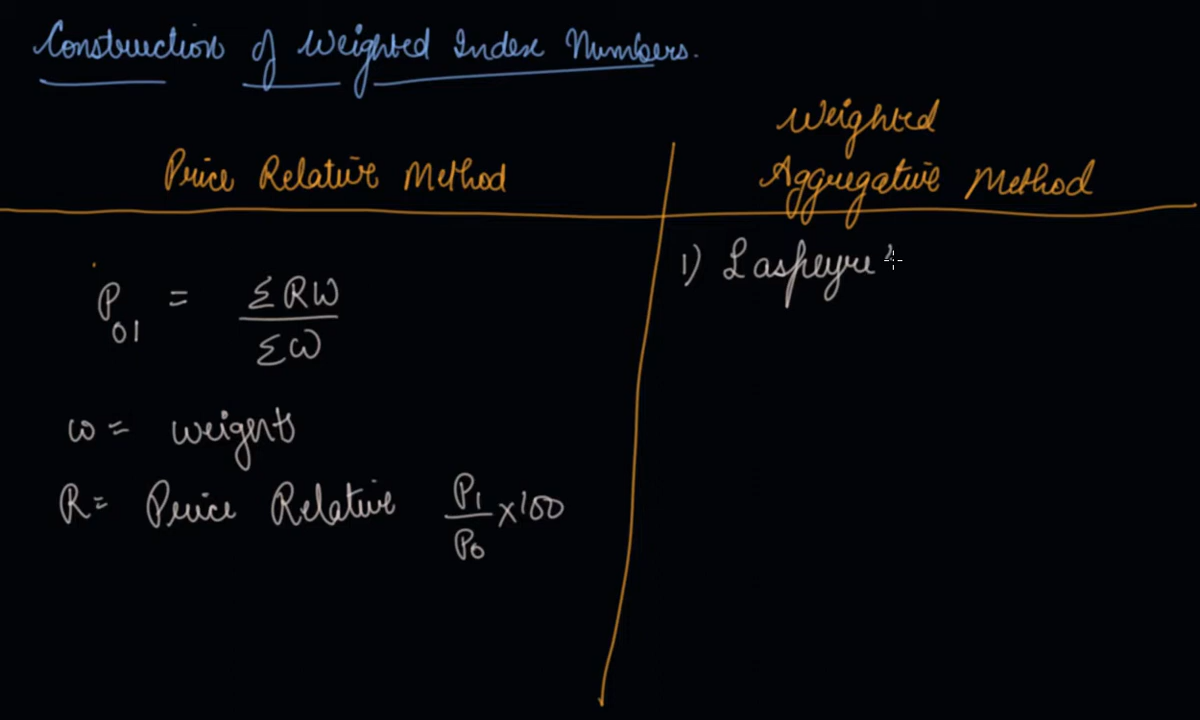 Construction of Weighted Index Numbers.
Price Relative Method
Weighted
Aggregative Method
P01 = ΣRW
ΣW
w = weights
R = Price Relative P1/P0 × 100
1) Laspeyre'